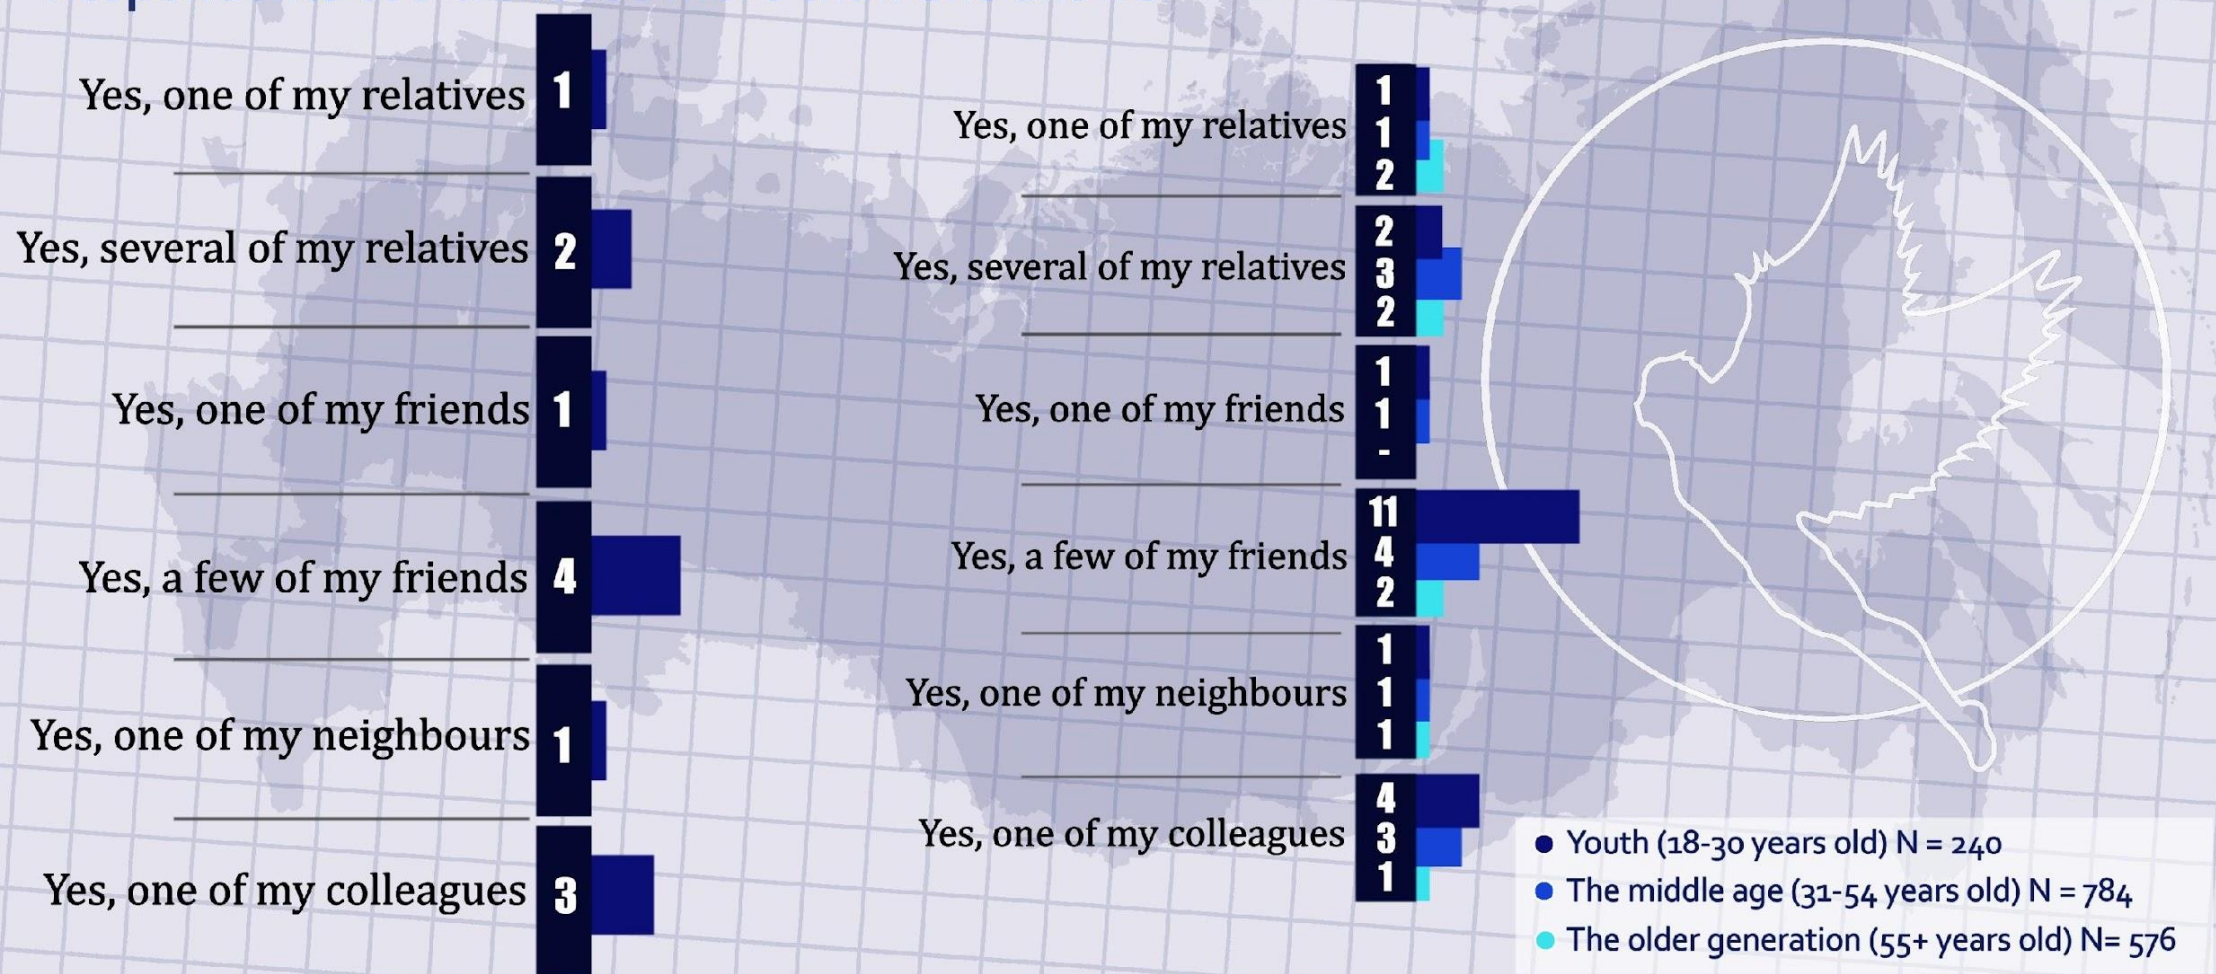 Yes, one of my relatives 1
Yes, several of my relatives 2
Yes, one of my friends 1
Yes, a few of my friends 4
Yes, one of my neighbours 1
Yes, one of my colleagues 3
Yes, one of my relatives
1
1
2
Yes, several of my relatives
2
3
2
Yes, one of my friends
1
1
-
Yes, a few of my friends
11
4
2
Yes, one of my neighbours
1
1
1
Yes, one of my colleagues
4
3
1
Youth (18-30 years old) N = 240
The middle age (31-54 years old) N = 784
The older generation (55+ years old) N= 576